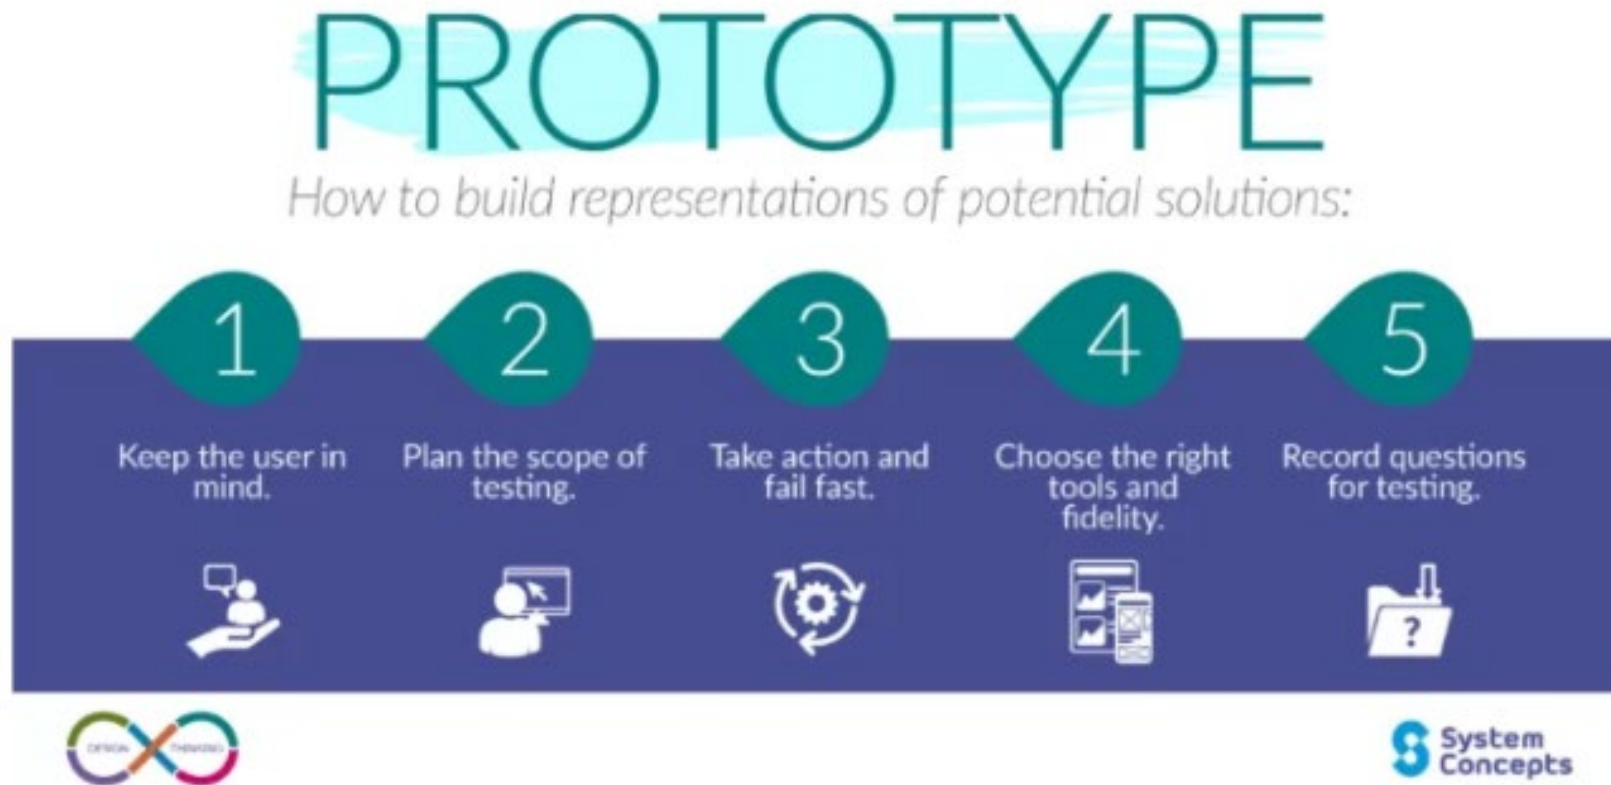 PROTOTYPE
How to build representations of potential solutions:
1
Keep the user in
mind.
2
Plan the scope of
testing.
3
Take action and
fail fast.
4
Choose the right
tools and
fidelity.
5
Record questions
for testing.
?
DESIGN THINKING
System
Concepts